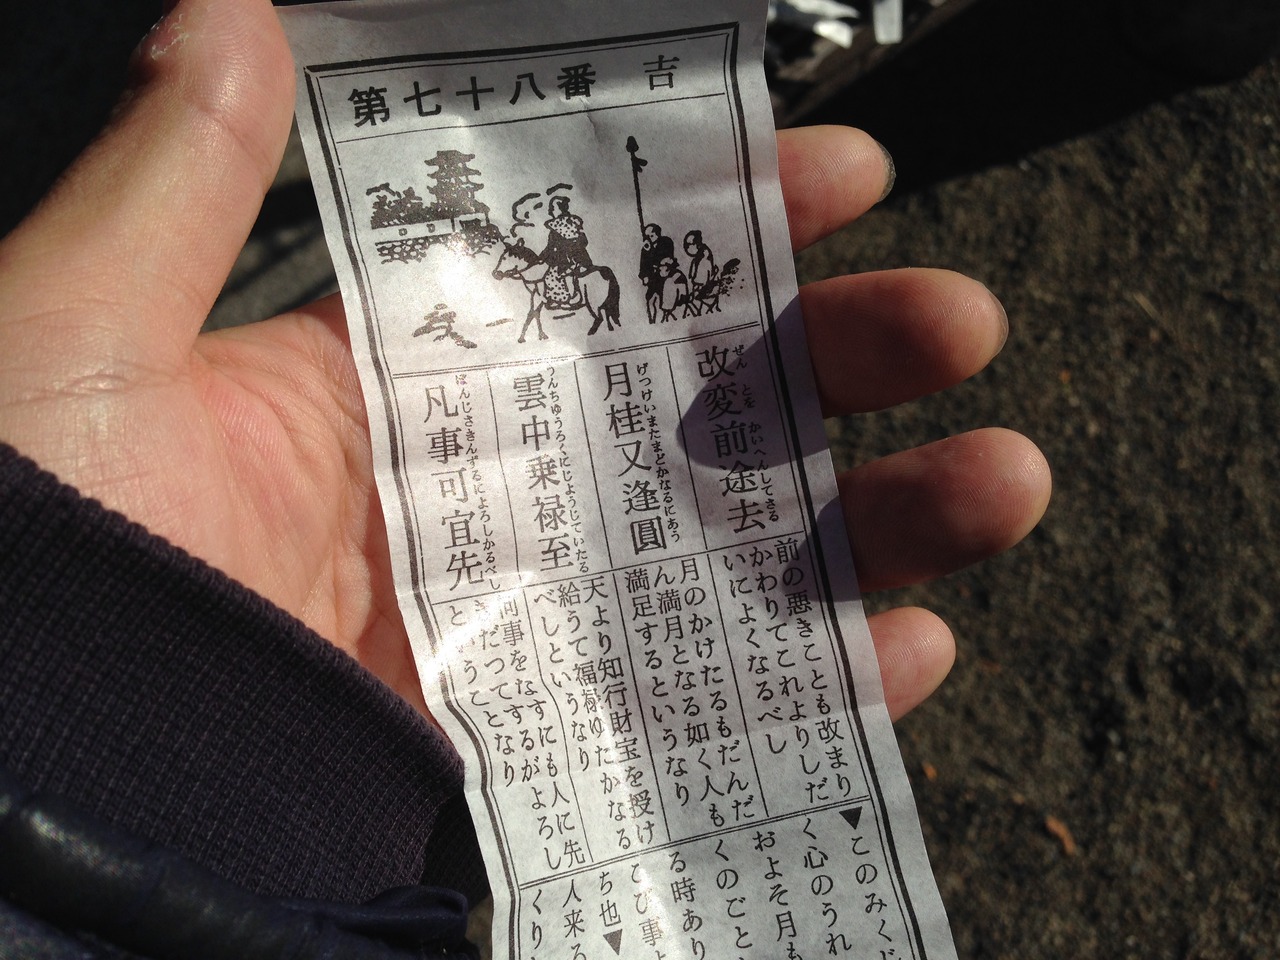 第七十八番 吉
改変前途去
ぜんとをかいへんしてさる
月桂又逢圓
げっけいまたまどかなるにあう
雲中乗禄至
うんちゆうろくにじようじていたる
凡事可宜先
ぼんじさきんずるによろしかるべし
前の悪きことも改まり
かわりてこれよりしだ
いによくなるべし
月のかけたるもだんだ
ん満月となる如く人も
満足するというなり
天より知行財宝を授け
給うて福禄ゆたかなる
べしというなり
何事をなすにも人に先
きだつてするがよろし
ということなり
▼このみくじ
く心のうれ
およそ月も
くのごと
る時あり
こび事
ち也▼
人来る
くり